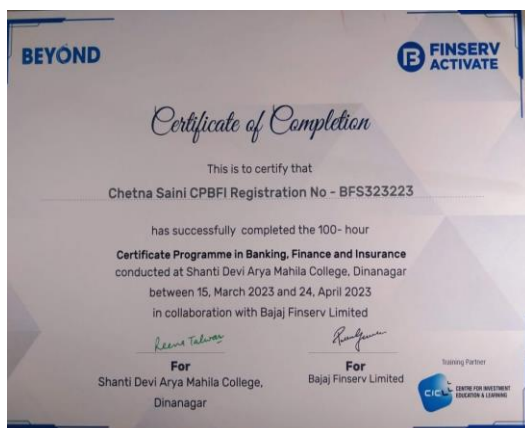 BEYOND
FINSERV
ACTIVATE
Certificate of Completion
This is to certify that
Chetna Saini CPBFI Registration No - BFS323223
has successfully completed the 100- hour
Certificate Programme in Banking, Finance and Insurance
conducted at Shanti Devi Arya Mahila College, Dinanagar
between 15, March 2023 and 24, April 2023
in collaboration with Bajaj Finserv Limited
Reena Talwar
For
Shanti Devi Arya Mahila College,
Dinanagar
For
Bajaj Finserv Limited
Training Partner
CIEL
CENTRE FOR INVESTMENT
EDUCATION & LEARNING